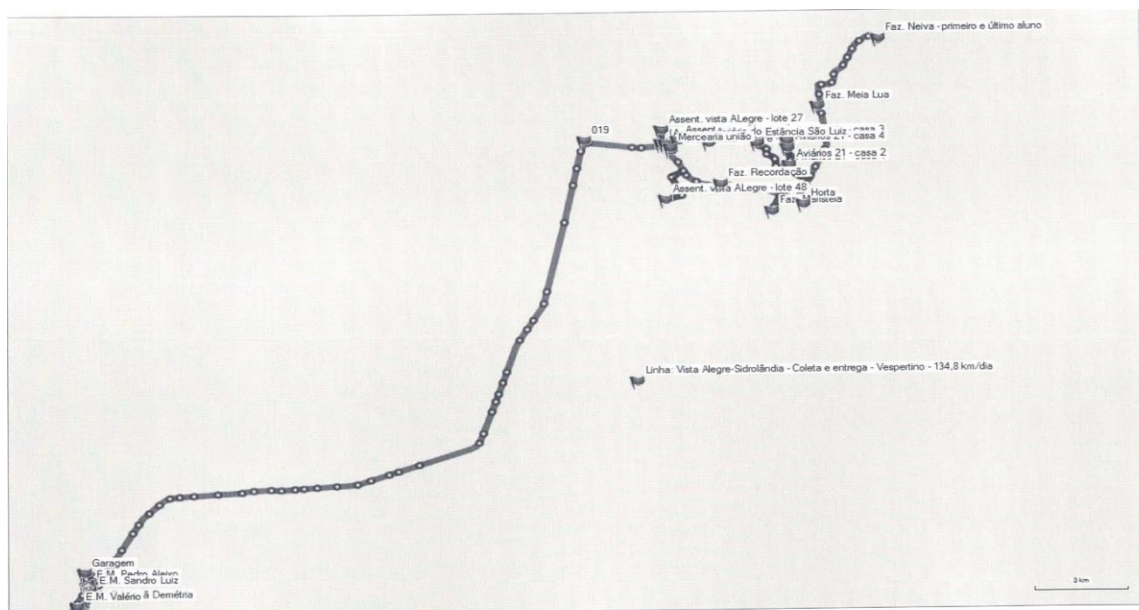 Faz. Neiva - primeiro e último aluno
Faz. Meia Lua
Assent. vista ALegre - lote 27
019
do Estância São Luiz
Mercearia união
Aviários 21 - casa 4
Aviários 21 - casa 2
Faz. Recordação
Assent. vista ALegre - lote 48
Horta
Linha: Vista Alegre-Sidrolândia - Coleta e entrega - Vespertino - 134,8 km/dia
Garagem
E.M. Pedro Aleixo
E.M. Sandro Luiz
E.M. Valério
Demétria
3 km